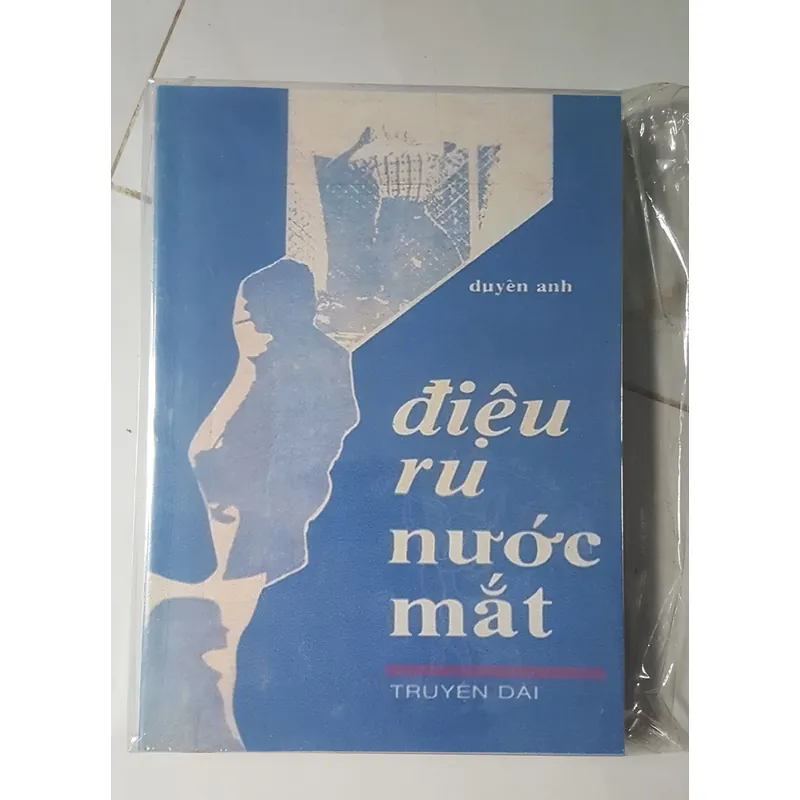 duyên anh
điệu
ru
nước
mắt
TRUYỆN DÀI